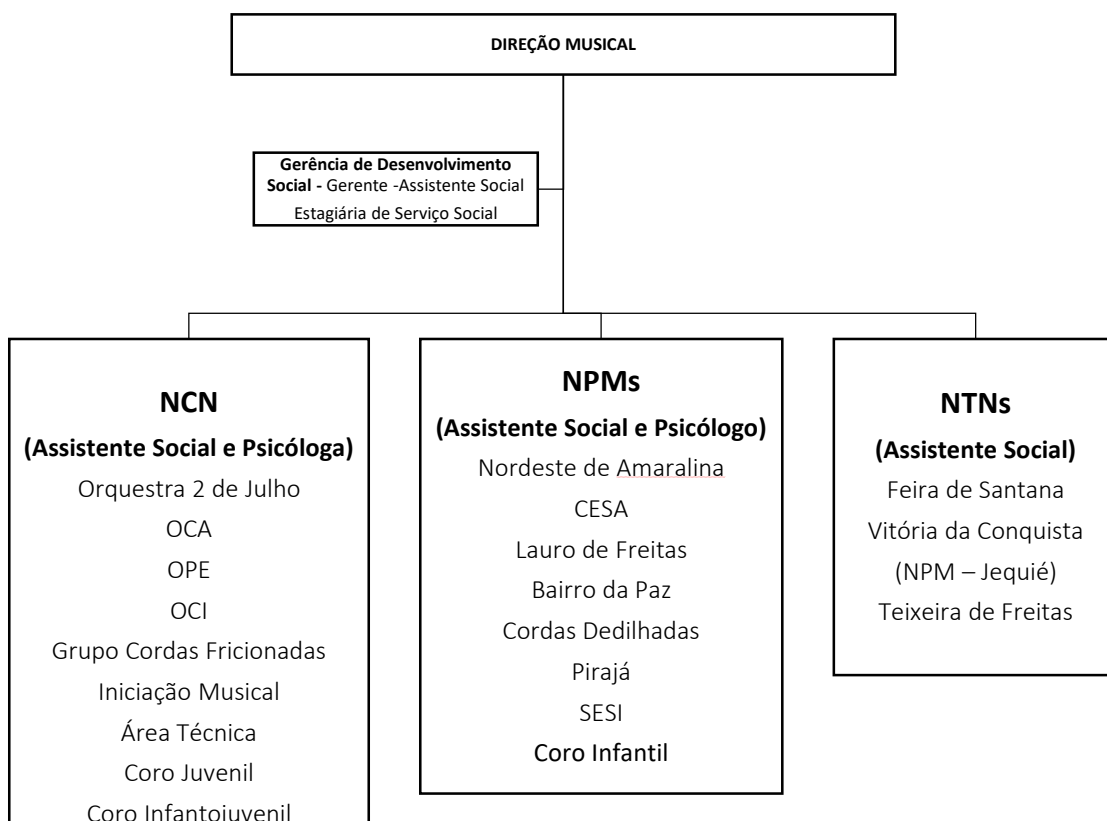 DIREÇÃO MUSICAL
Gerência de Desenvolvimento
Social - Gerente -Assistente Social
Estagiária de Serviço Social
NCN
(Assistente Social e Psicóloga)
Orquestra 2 de Julho
OCA
OPE
OCI
Grupo Cordas Friccionadas
Iniciação Musical
Área Técnica
Coro Juvenil
Coro Infantojuvenil
NPMs
(Assistente Social e Psicólogo)
Nordeste de Amaralina
CESA
Lauro de Freitas
Bairro da Paz
Cordas Dedilhadas
Pirajá
SESI
Coro Infantil
NTNs
(Assistente Social)
Feira de Santana
Vitória da Conquista
(NPM – Jequié)
Teixeira de Freitas